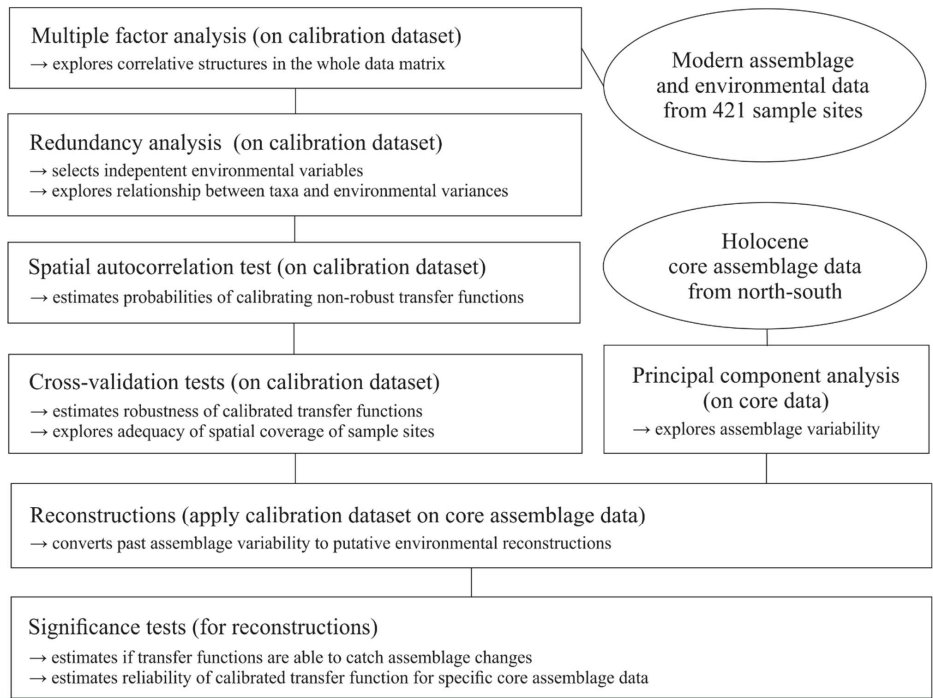 Multiple factor analysis (on calibration dataset)
→ explores correlative structures in the whole data matrix
Modern assemblage
and environmental data
from 421 sample sites
Redundancy analysis (on calibration dataset)
→ selects indepentent environmental variables
→ explores relationship between taxa and environmental variances
Spatial autocorrelation test (on calibration dataset)
→ estimates probabilities of calibrating non-robust transfer functions
Holocene
core assemblage data
from north-south
Cross-validation tests (on calibration dataset)
→ estimates robustness of calibrated transfer functions
→ explores adequacy of spatial coverage of sample sites
Principal component analysis
(on core data)
→ explores assemblage variability
Reconstructions (apply calibration dataset on core assemblage data)
→ converts past assemblage variability to putative environmental reconstructions
Significance tests (for reconstructions)
→ estimates if transfer functions are able to catch assemblage changes
→ estimates reliability of calibrated transfer function for specific core assemblage data